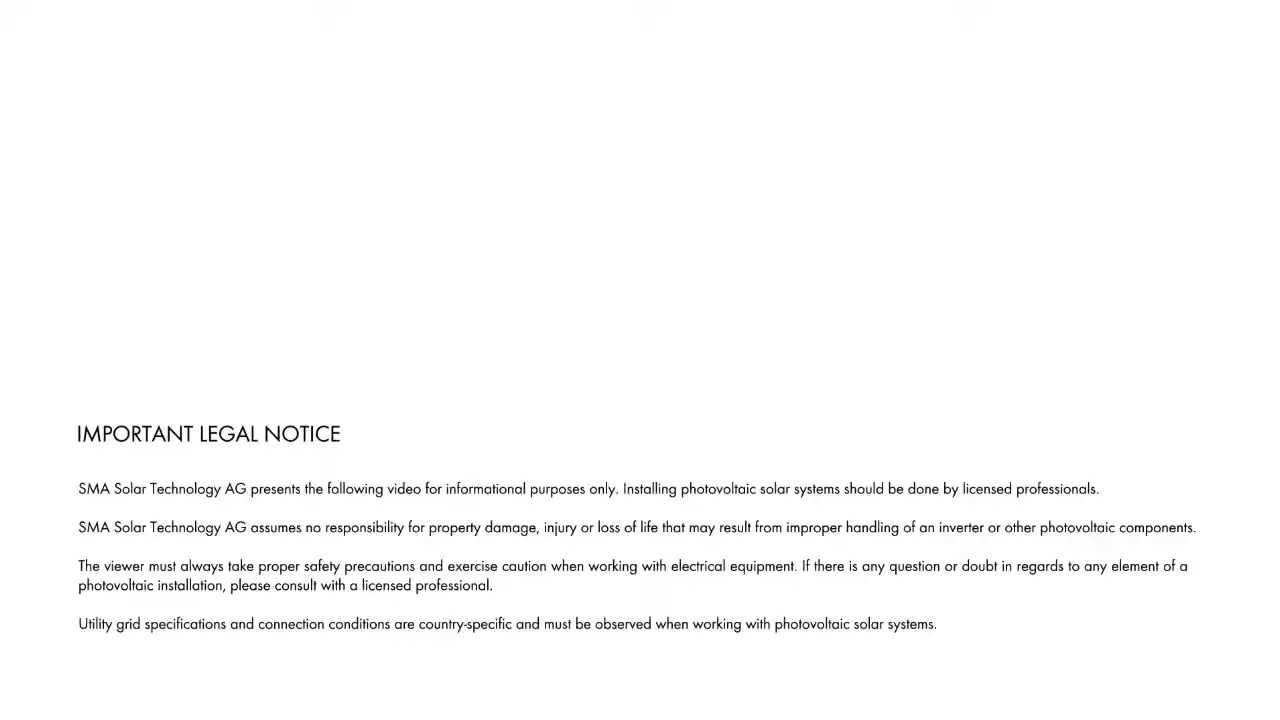 IMPORTANT LEGAL NOTICE
SMA Solar Technology AG presents the following video for informational purposes only. Installing photovoltaic solar systems should be done by licensed professionals.
SMA Solar Technology AG assumes no responsibility for property damage, injury or loss of life that may result from improper handling of an inverter or other photovoltaic components.
The viewer must always take proper safety precautions and exercise caution when working with electrical equipment. If there is any question or doubt in regards to any element of a
photovoltaic installation, please consult with a licensed professional.
Utility grid specifications and connection conditions are country-specific and must be observed when working with photovoltaic solar systems.